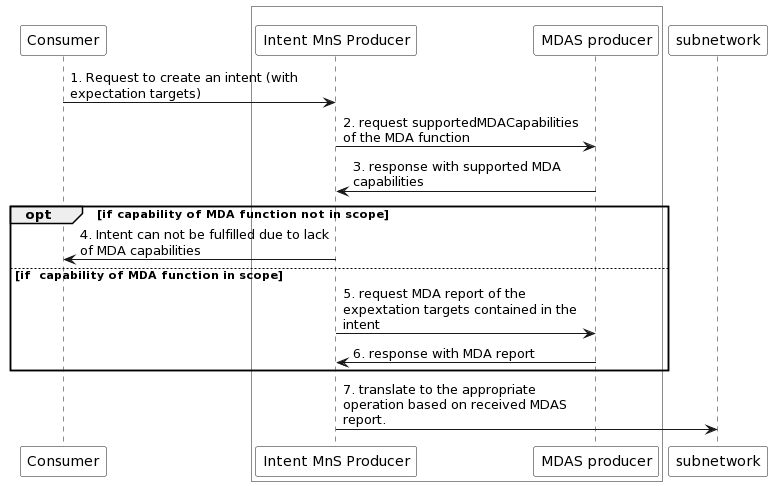 Consumer
Intent MnS Producer
MDAS producer
subnetwork
1. Request to create an intent (with
expectation targets)
2. request supportedMDACapabilities
of the MDA function
3. response with supported MDA
capabilities
opt
[if capability of MDA function not in scope]
4. Intent can not be fulfilled due to lack
of MDA capabilities
[if  capability of MDA function in scope]
5. request MDA report of the
expextation targets contained in the
intent
6. response with MDA report
7. translate to the appropriate
operation based on received MDAS
report.
Consumer
Intent MnS Producer
MDAS producer
subnetwork